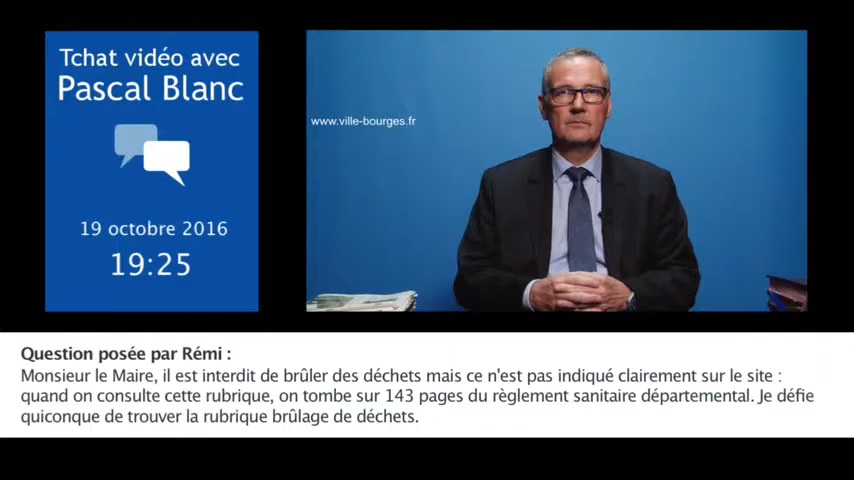 Tchat vidéo avec
Pascal Blanc
19 octobre 2016
19:25
www.ville-bourges.fr
Question posée par Rémi :
Monsieur le Maire, il est interdit de brûler des déchets mais ce n'est pas indiqué clairement sur le site :
quand on consulte cette rubrique, on tombe sur 143 pages du règlement sanitaire départemental. Je défie
quiconque de trouver la rubrique brûlage de déchets.